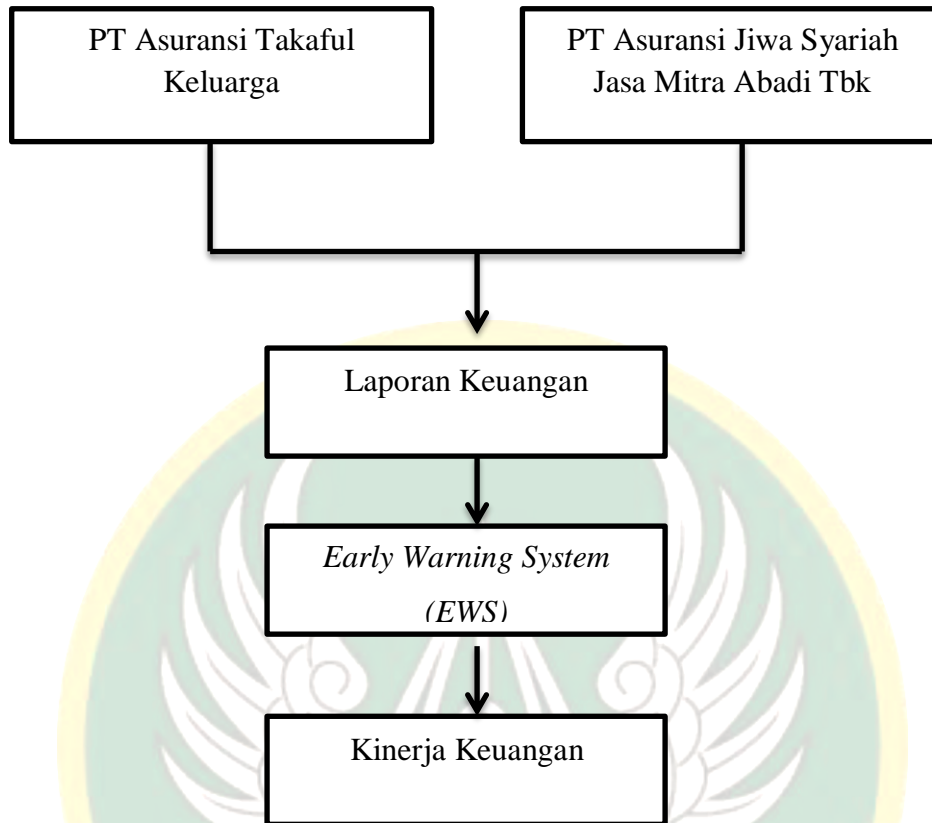 PT Asuransi Takaful
Keluarga
PT Asuransi Jiwa Syariah
Jasa Mitra Abadi Tbk
Laporan Keuangan
Early Warning System
(EWS)
Kinerja Keuangan